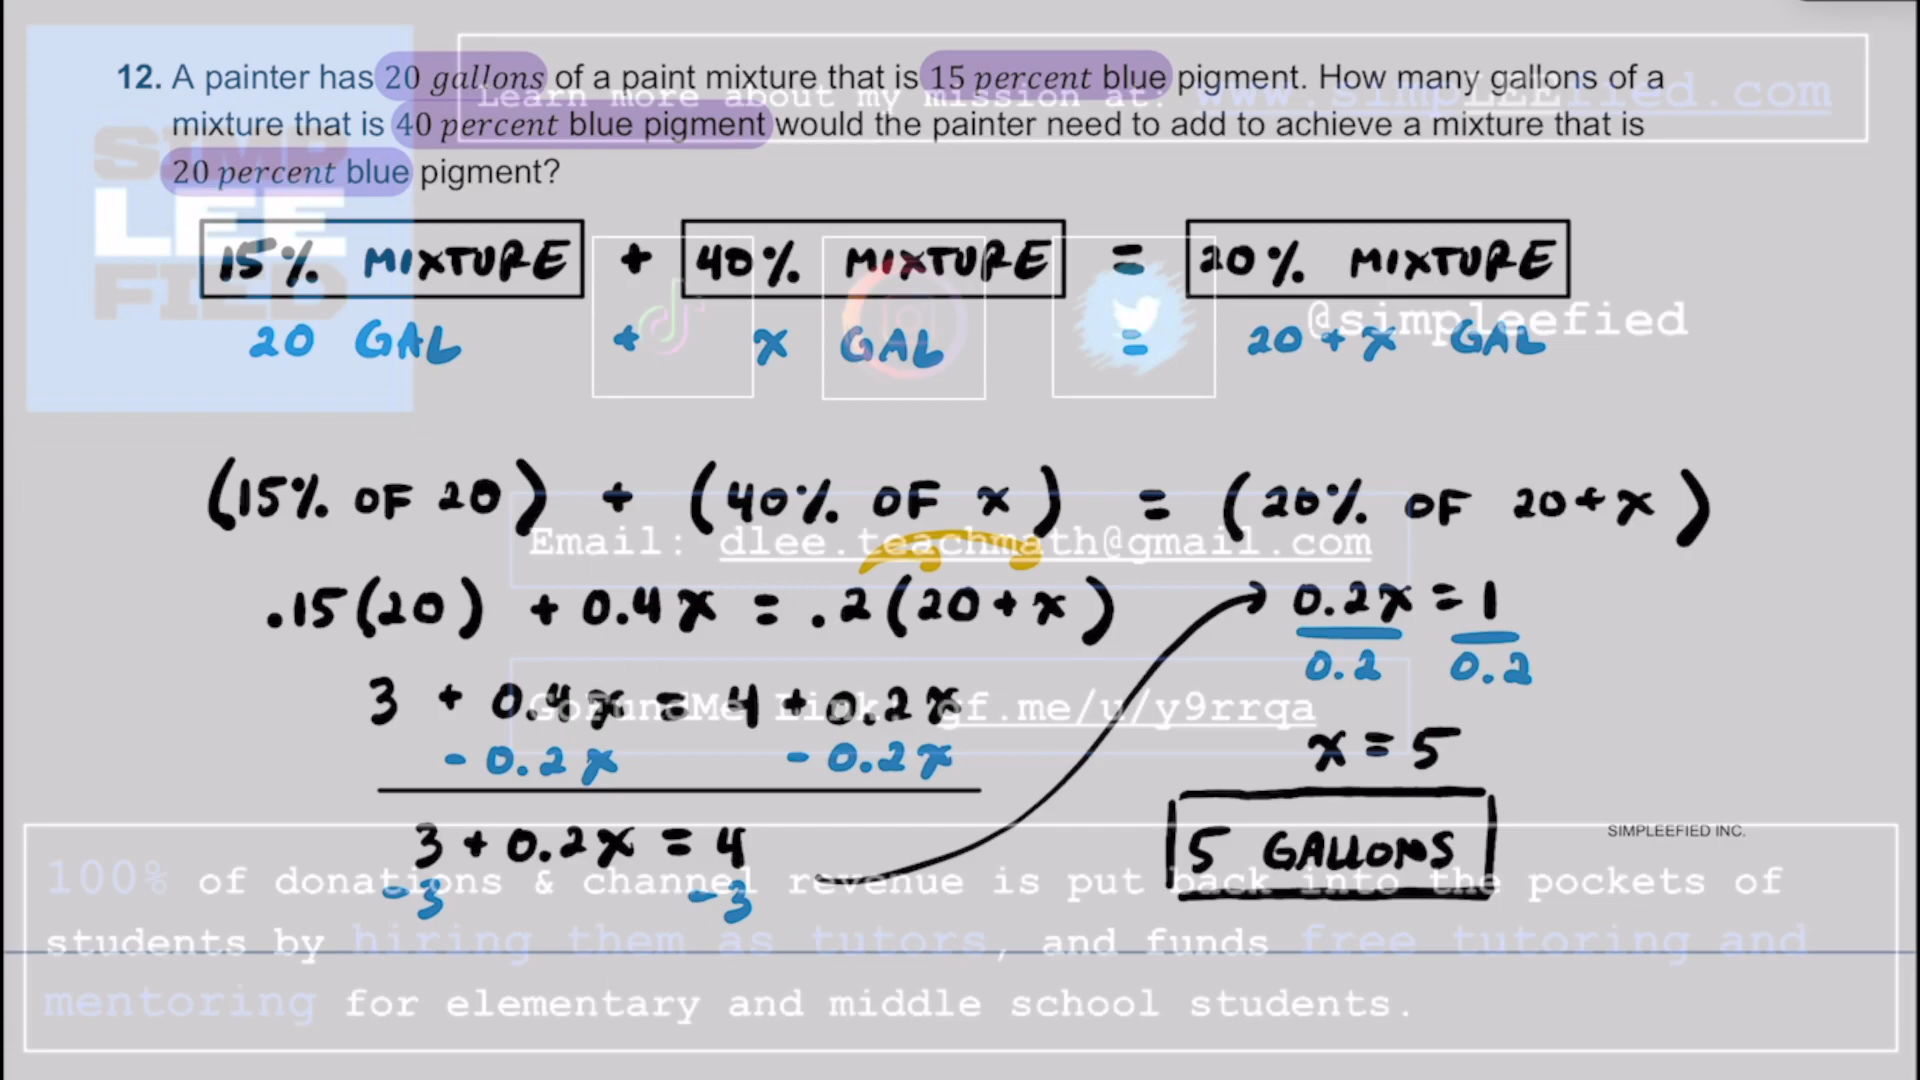 12. A painter has 20 gallons of a paint mixture that is 15 percent blue pigment. How many gallons of a
Learn more about my mission at: www.simpLEEfied.com
mixture that is 40 percent blue pigment would the painter need to add to achieve a mixture that is
20 percent blue pigment?
SIMP
LEE
FIED
15% MIXTURE + 40% MIXTURE = 20% MIXTURE
@simpleefied
20 GAL + x GAL = 20 + x GAL
(15% OF 20) + (40% OF x) = (20% OF 20+x)
Email: dlee.teachmath@gmail.com
.15(20) + 0.4x = .2(20+x)
0.2x = 1
0.2 0.2
3 + 0.4x = 4 + 0.2x
GoFundMe Link: gf.me/u/y9rrqa
- 0.2x - 0.2x
x = 5
3 + 0.2x = 4
-3 -3
5 GALLONS
SIMPLEEFIED INC.
100% of donations & channel revenue is put back into the pockets of
students by hiring them as tutors, and funds free tutoring and
mentoring for elementary and middle school students.